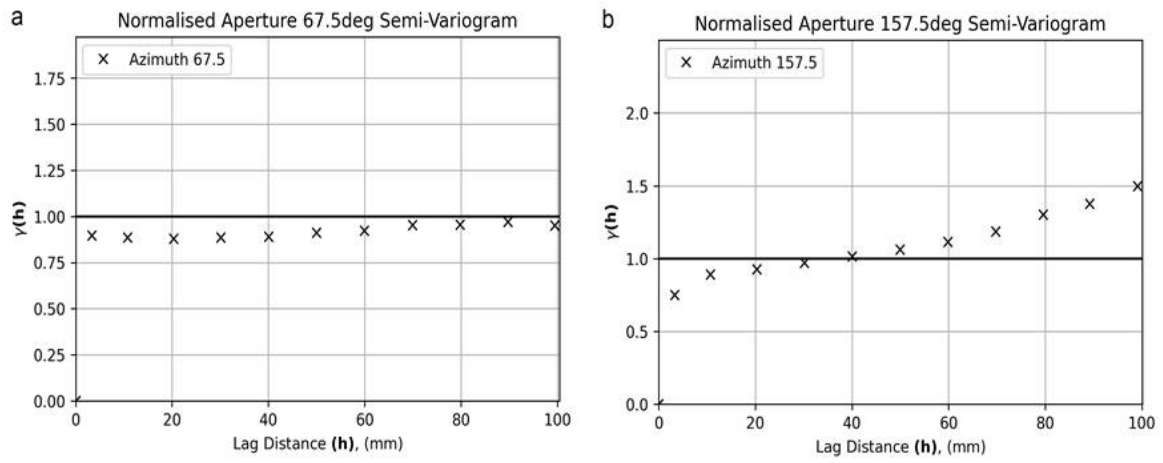 a
Normalised Aperture 67.5deg Semi-Variogram
Azimuth 67.5
1.75
1.50
1.25
1.00
0.75
0.50
0.25
0.00
γ(h)
0 20 40 60 80 100
Lag Distance (h), (mm)
b
Normalised Aperture 157.5deg Semi-Variogram
Azimuth 157.5
2.0
1.5
1.0
0.5
0.0
γ(h)
0 20 40 60 80 100
Lag Distance (h), (mm)